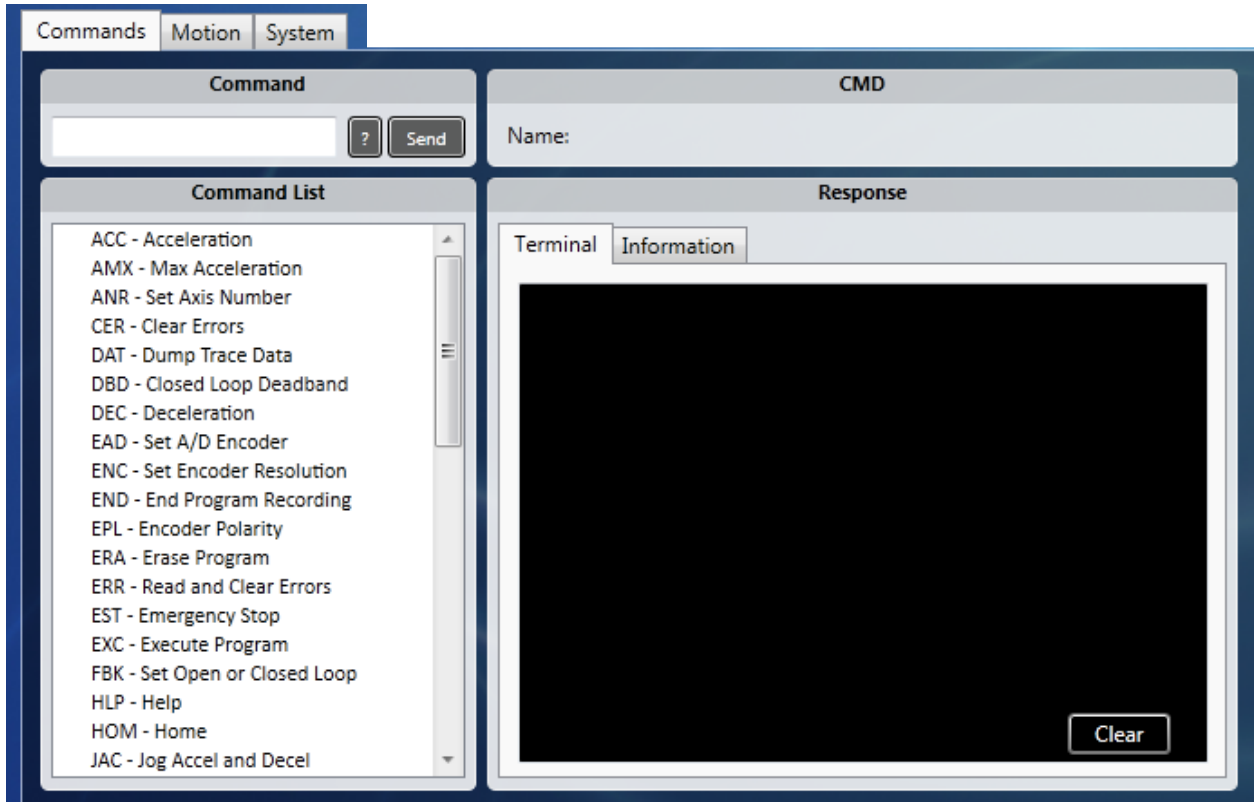 Commands Motion System
Command
? Send
CMD
Name:
Command List
ACC - Acceleration
AMX - Max Acceleration
ANR - Set Axis Number
CER - Clear Errors
DAT - Dump Trace Data
DBD - Closed Loop Deadband
DEC - Deceleration
EAD - Set A/D Encoder
ENC - Set Encoder Resolution
END - End Program Recording
EPL - Encoder Polarity
ERA - Erase Program
ERR - Read and Clear Errors
EST - Emergency Stop
EXC - Execute Program
FBK - Set Open or Closed Loop
HLP - Help
HOM - Home
JAC - Jog Accel and Decel
Response
Terminal Information
Clear